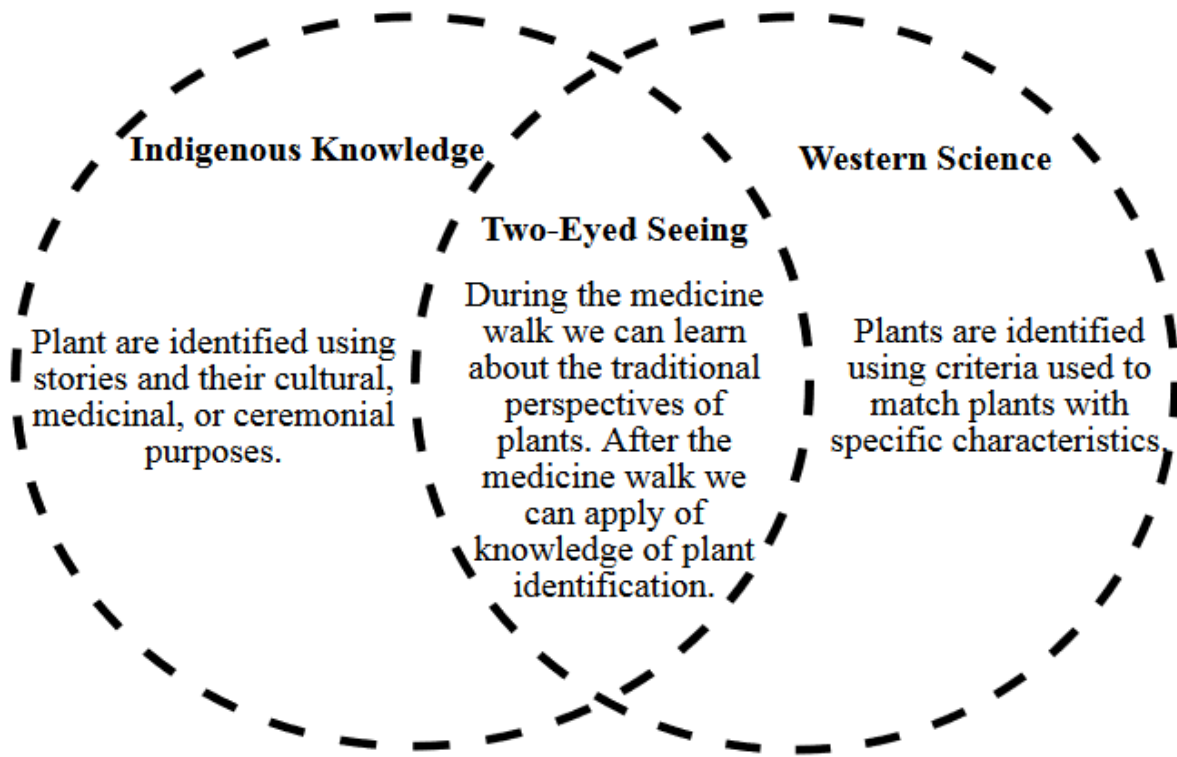 Indigenous Knowledge
Plant are identified using
stories and their cultural,
medicinal, or ceremonial
purposes.
Two-Eyed Seeing
During the medicine
walk we can learn
about the traditional
perspectives of
plants. After the
medicine walk we
can apply of
knowledge of plant
identification.
Western Science
Plants are identified
using criteria used to
match plants with
specific characteristics.